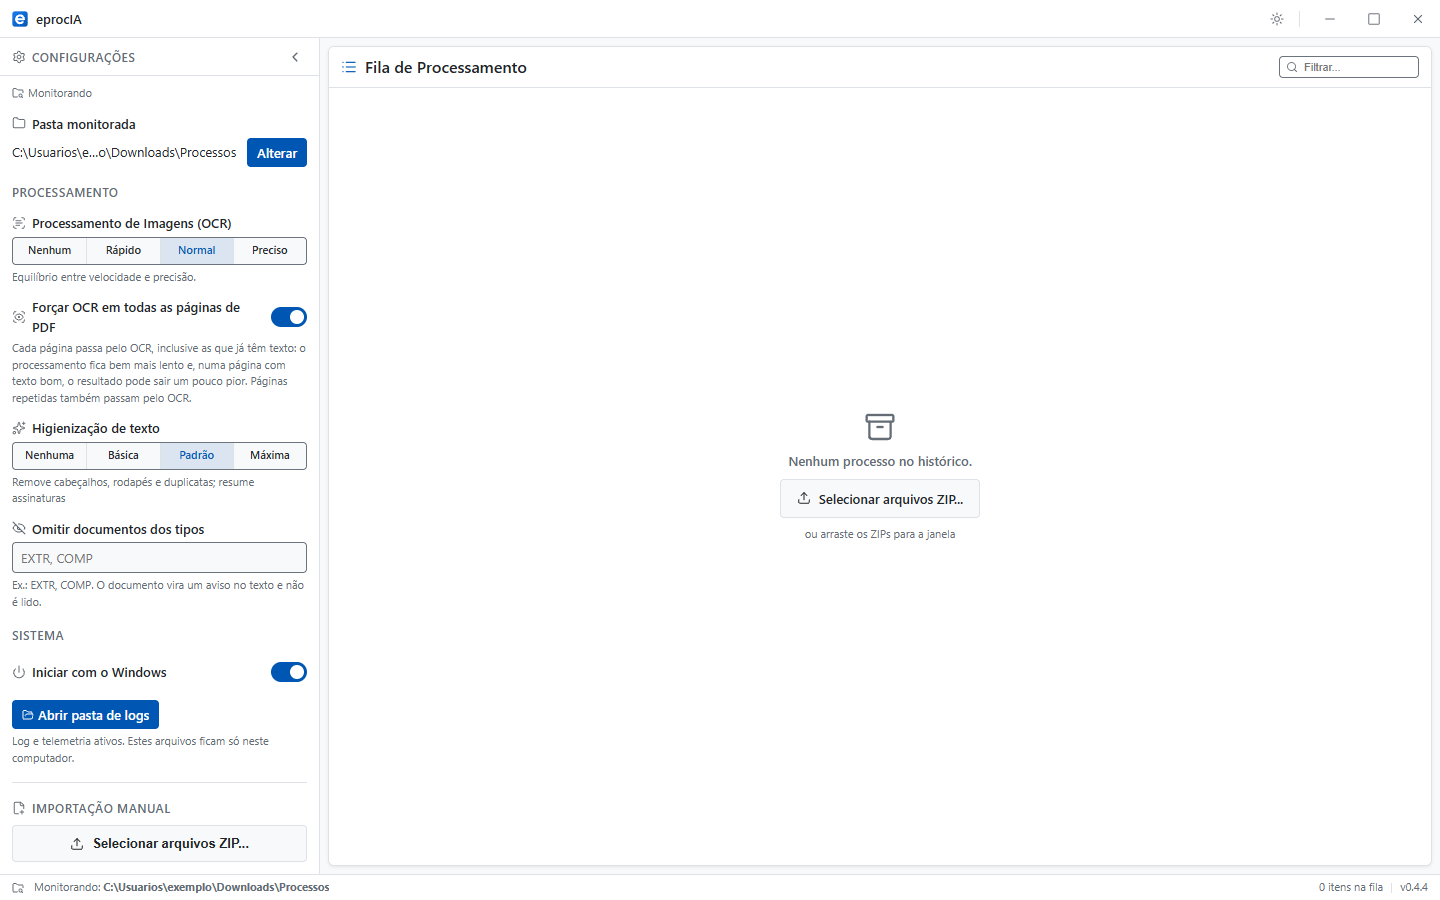 eprocIA
CONFIGURAÇÕES
Monitorando
Pasta monitorada
C:\Usuarios\e...o\Downloads\Processos
Alterar
PROCESSAMENTO
Processamento de Imagens (OCR)
Nenhum Rápido Normal Preciso
Equilíbrio entre velocidade e precisão.
Forçar OCR em todas as páginas de
PDF
Cada página passa pelo OCR, inclusive as que já têm texto: o
processamento fica bem mais lento e, numa página com
texto bom, o resultado pode sair um pouco pior. Páginas
repetidas também passam pelo OCR.
Higienização de texto
Nenhuma Básica Padrão Máxima
Remove cabeçalhos, rodapés e duplicatas; resume
assinaturas
Omitir documentos dos tipos
EXTR, COMP
Ex.: EXTR, COMP. O documento vira um aviso no texto e não
é lido.
SISTEMA
Iniciar com o Windows
Abrir pasta de logs
Log e telemetria ativos. Estes arquivos ficam só neste
computador.
IMPORTAÇÃO MANUAL
Selecionar arquivos ZIP...
Fila de Processamento
Filtrar...
Nenhum processo no histórico.
Selecionar arquivos ZIP...
ou arraste os ZIPs para a janela
Monitorando: C:\Usuarios\exemplo\Downloads\Processos
0 itens na fila
v0.4.4